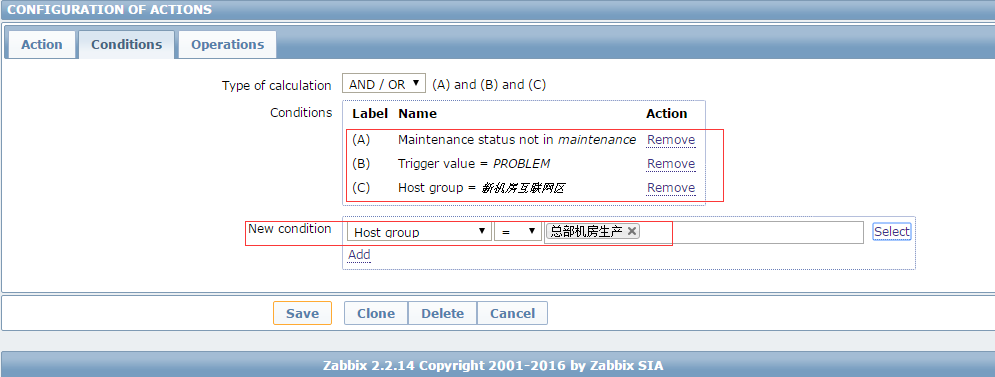 CONFIGURATION OF ACTIONS
Action Conditions Operations
Type of calculation AND / OR (A) and (B) and (C)
Conditions Label Name Action
(A) Maintenance status not in maintenance Remove
(B) Trigger value = PROBLEM Remove
(C) Host group = 新机房互联网区 Remove
New condition Host group = 总部机房生产 Select
Add
Save Clone Delete Cancel
Zabbix 2.2.14 Copyright 2001-2016 by Zabbix SIA